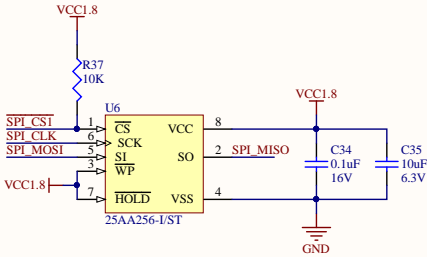 VCC1.8
R37
10K
U6
SPI_CS1
SPI_CLK
SPI_MOSI
VCC1.8
1
6
5
3
7
CS
SCK
SI
WP
HOLD
VCC
SO
VSS
8
2
4
25AA256-I/ST
SPI_MISO
VCC1.8
C34
0.1uF
16V
C35
10uF
6.3V
GND